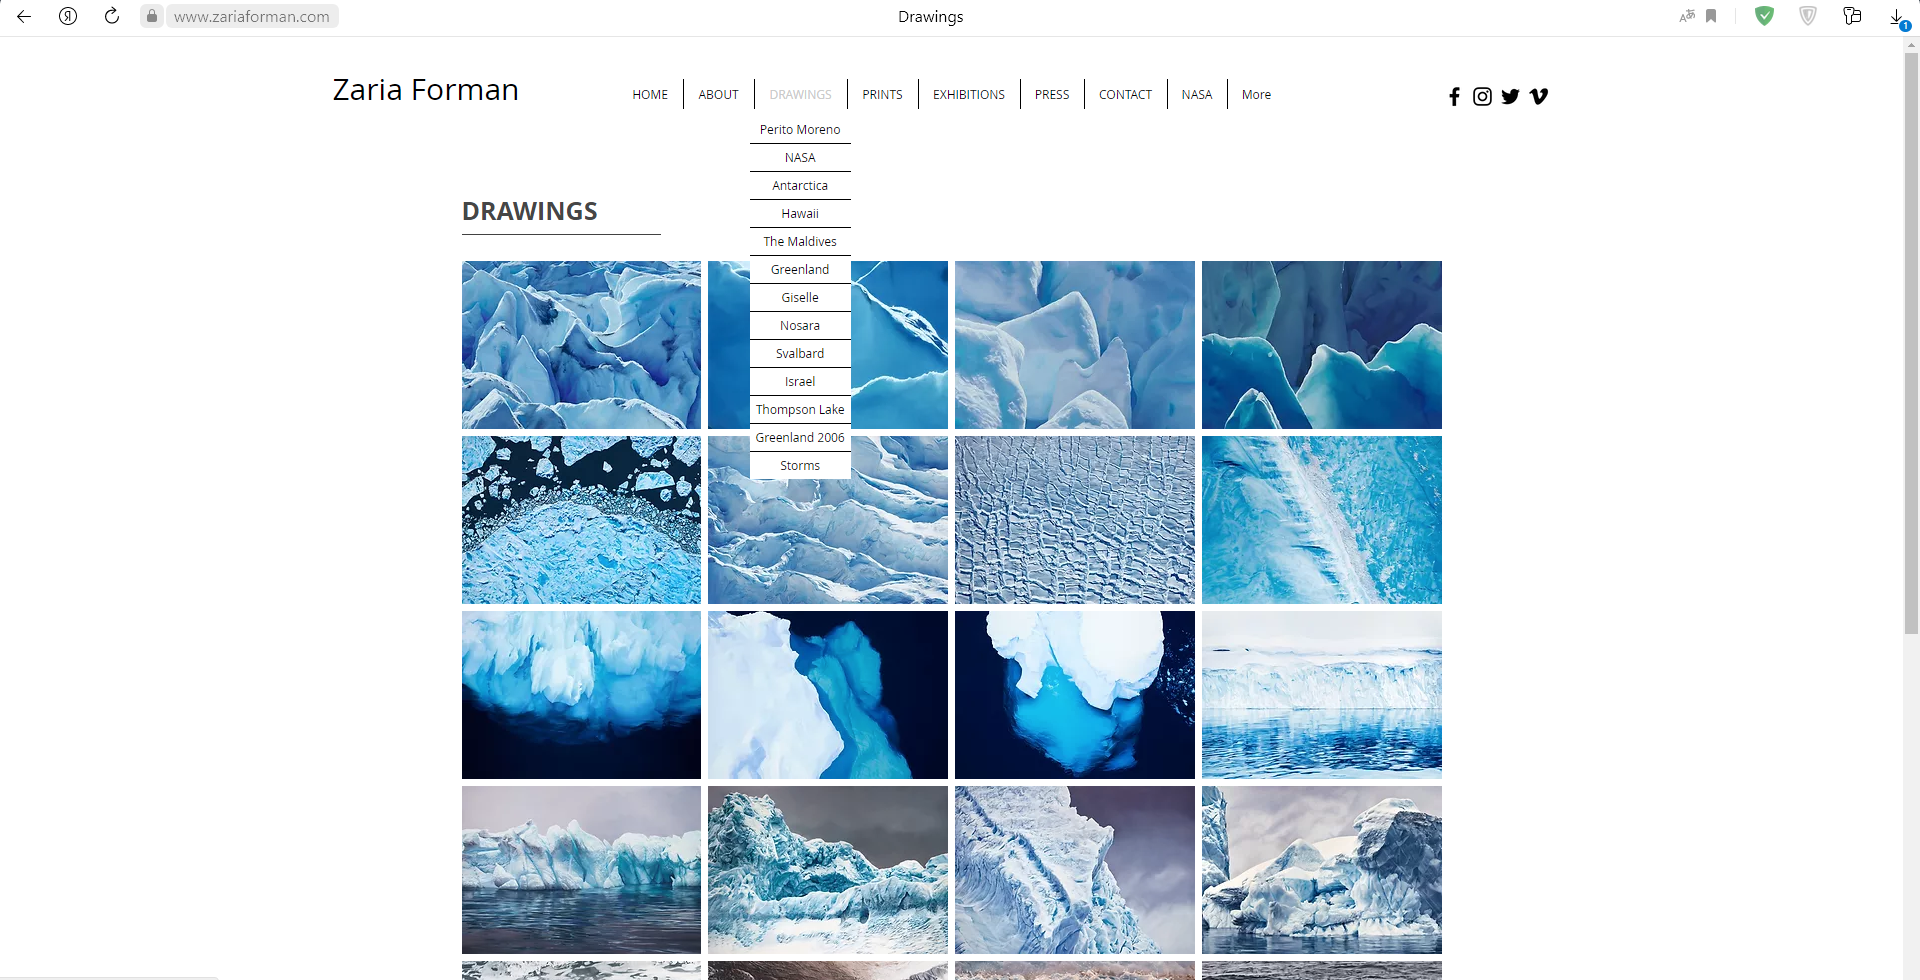 www.zariaforman.com
Drawings
1
Zaria Forman
HOME
ABOUT
DRAWINGS
PRINTS
EXHIBITIONS
PRESS
CONTACT
NASA
More
Perito Moreno
NASA
Antarctica
Hawaii
The Maldives
Greenland
Giselle
Nosara
Svalbard
Israel
Thompson Lake
Greenland 2006
Storms
DRAWINGS